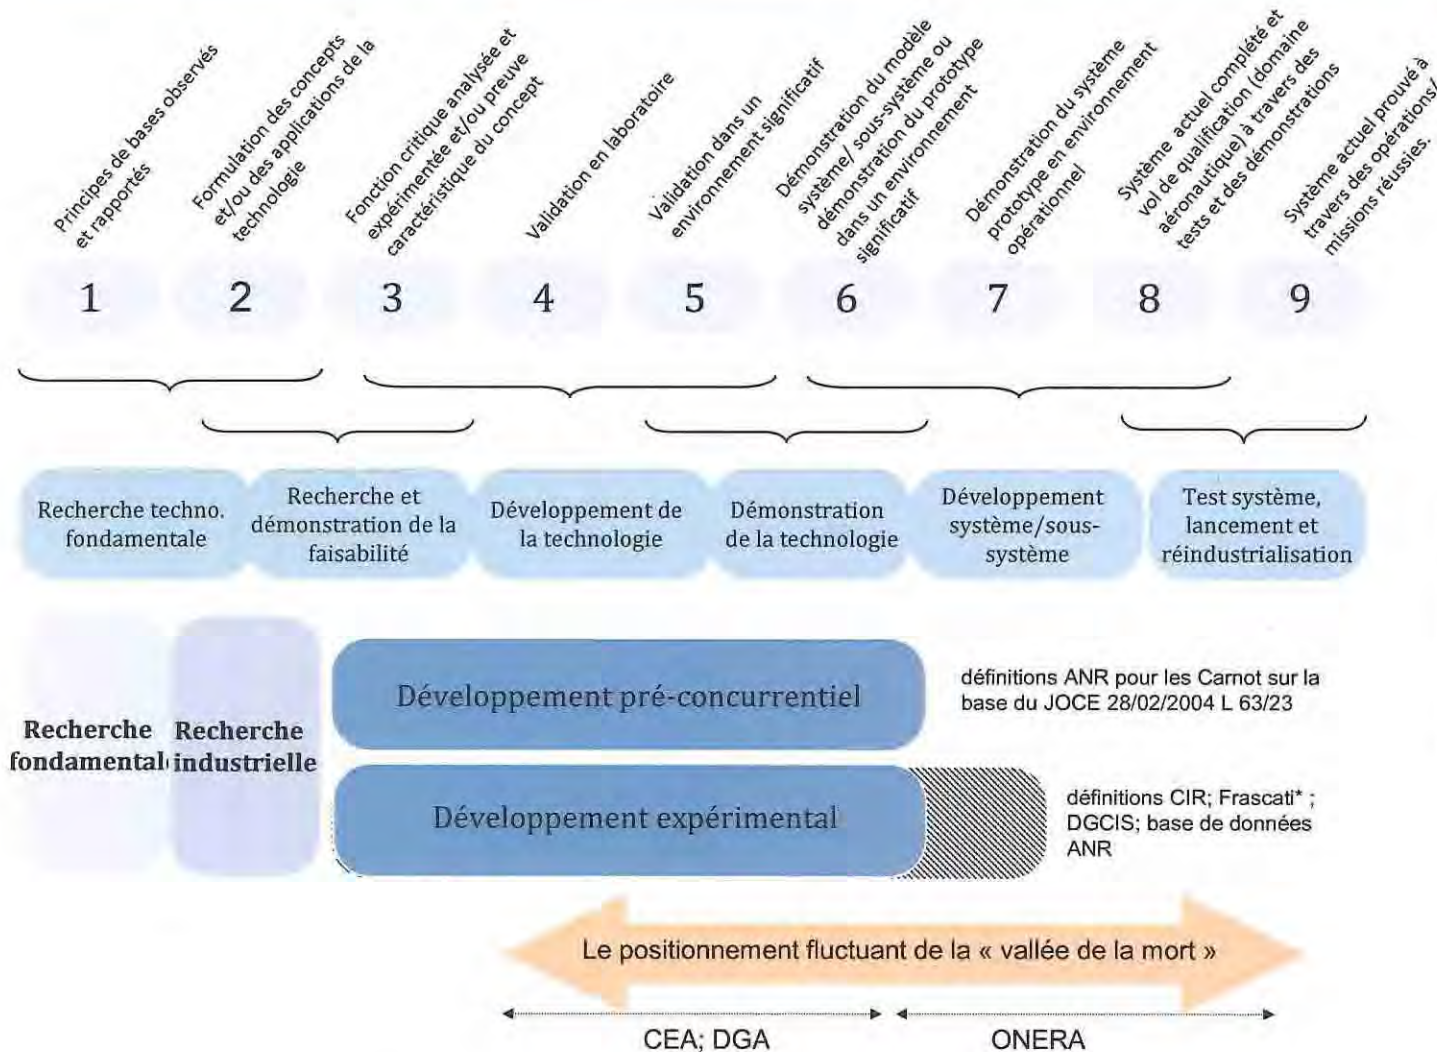 Principes de bases observés
et rapportés
Formulation des concepts
et/ou des applications de la
technologie
Fonction critique analysée et
expérimentée et/ou preuve
caractéristique du concept
Validation en laboratoire
Validation dans un
environnement significatif
Démonstration du modèle
système/ sous-système ou
démonstration du prototype
dans un environnement
significatif
Démonstration du système
prototype en environnement
opérationnel
Système actuel complété et
vol de qualification (domaine
aéronautique) à travers des
tests et des démonstrations
Système actuel prouvé à
travers des opérations/
missions réussies.
1 2 3 4 5 6 7 8 9
Recherche techno.
fondamentale
Recherche et
démonstration de la
faisabilité
Développement de
la technologie
Démonstration
de la technologie
Développement
système/sous-
système
Test système,
lancement et
réindustrialisation
Recherche
fondamental
Recherche
industrielle
Développement pré-concurrentiel
définitions ANR pour les Carnot sur la
base du JOCE 28/02/2004 L 63/23
Développement expérimental
définitions CIR; Frascati* ;
DGCIS; base de données
ANR
Le positionnement fluctuant de la « vallée de la mort »
CEA; DGA
ONERA